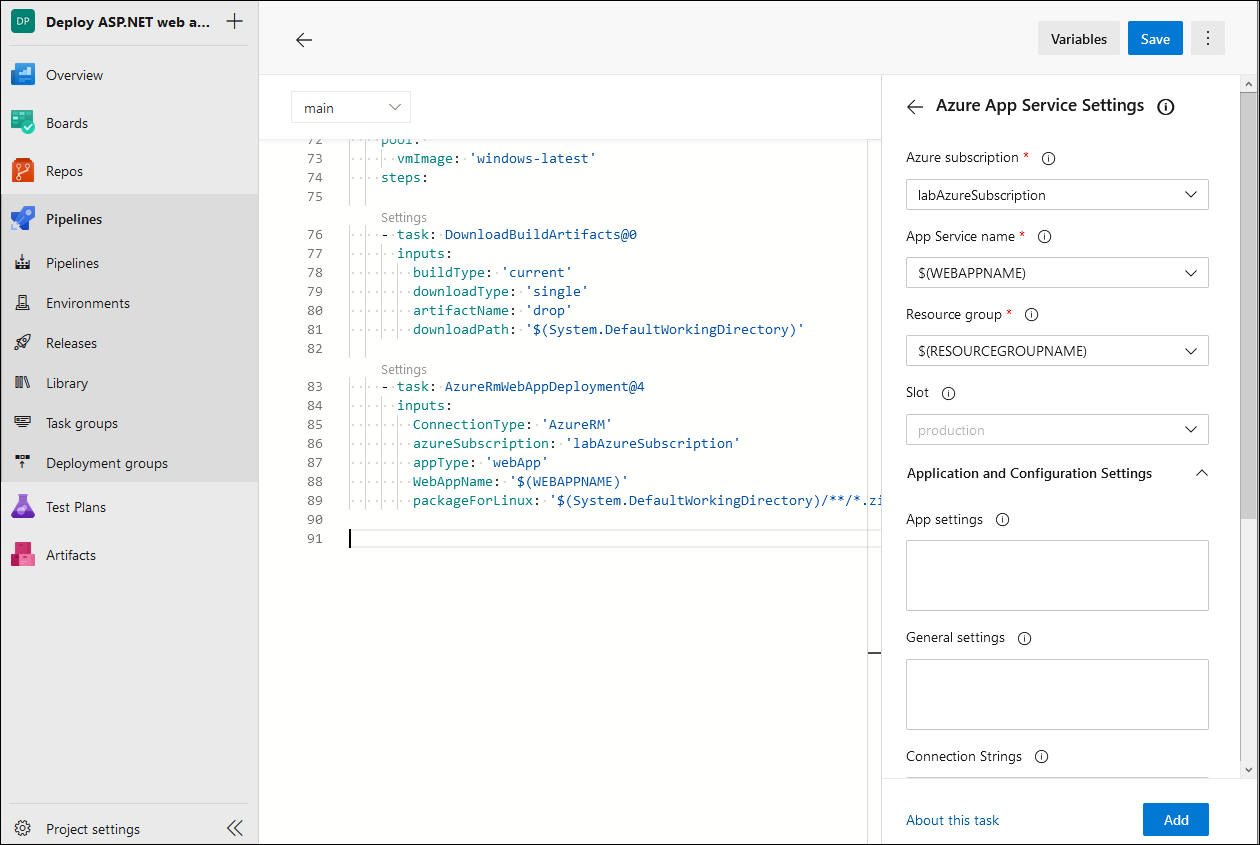 DP Deploy ASP.NET web a...
Overview
Boards
Repos
Pipelines
Pipelines
Environments
Releases
Library
Task groups
Deployment groups
Test Plans
Artifacts
Project settings
Variables Save
main
72 pool:
73 vmImage: 'windows-latest'
74 steps:
75
Settings
76 - task: DownloadBuildArtifacts@0
77 inputs:
78 buildType: 'current'
79 downloadType: 'single'
80 artifactName: 'drop'
81 downloadPath: '$(System.DefaultWorkingDirectory)'
82
Settings
83 - task: AzureRmWebAppDeployment@4
84 inputs:
85 ConnectionType: 'AzureRM'
86 azureSubscription: 'labAzureSubscription'
87 appType: 'webApp'
88 WebAppName: '$(WEBAPPNAME)'
89 packageForLinux: '$(System.DefaultWorkingDirectory)/**/*.zi
90
91
Azure App Service Settings
Azure subscription *
labAzureSubscription
App Service name *
$(WEBAPPNAME)
Resource group *
$(RESOURCEGROUPNAME)
Slot
production
Application and Configuration Settings
App settings
General settings
Connection Strings
About this task Add